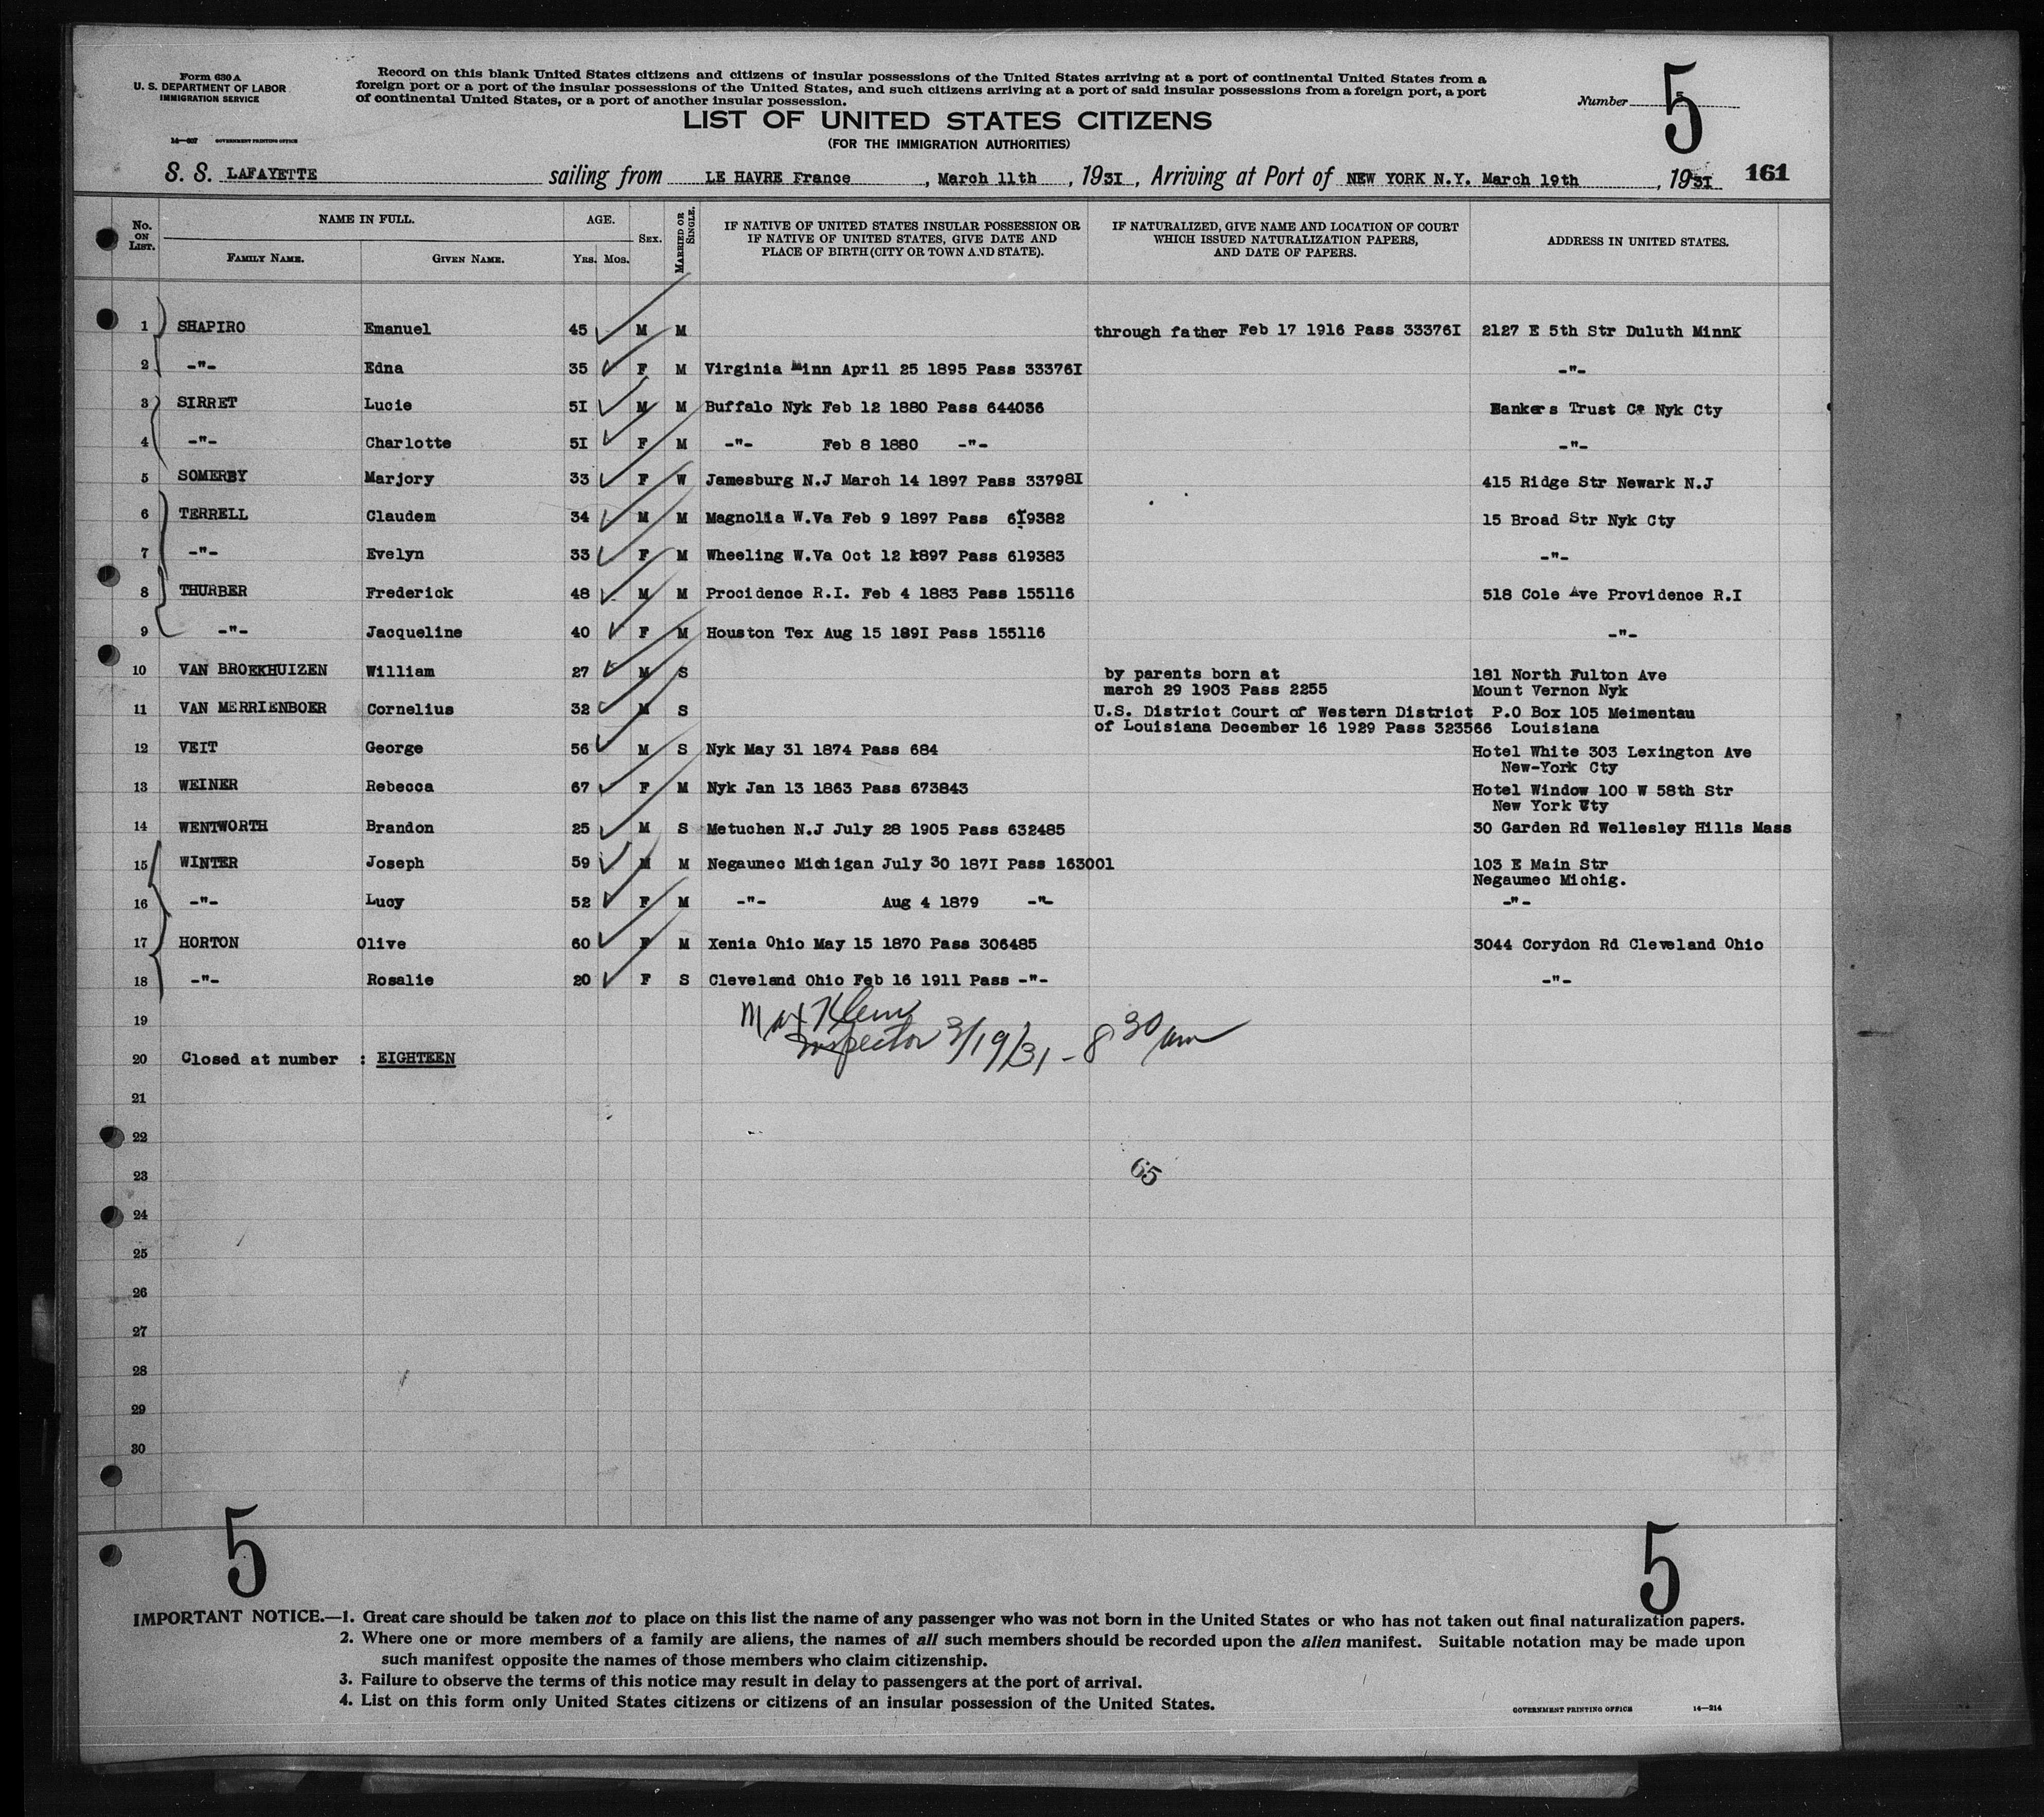 Form 630 A
U. S. DEPARTMENT OF LABOR
IMMIGRATION SERVICE
GOVERNMENT PRINTING OFFICE
Record on this blank United States citizens and citizens of insular possessions of the United States arriving at a port of continental United States from a
foreign port or a port of the insular possessions of the United States, and such citizens arriving at a port of said insular possessions from a foreign port, a port
of continental United States, or a port of another insular possession.
Number 5
5
LIST OF UNITED STATES CITIZENS
(FOR THE IMMIGRATION AUTHORITIES)
S. S. LAFAYETTE sailing from LE HAVRE France, March 11th, 193I, Arriving at Port of NEW YORK N.Y. March 19th, 193I 161
No. ON LIST. NAME IN FULL. AGE. SEX. MARRIED OR SINGLE. IF NATIVE OF UNITED STATES INSULAR POSSESSION OR IF NATIVE OF UNITED STATES, GIVE DATE AND PLACE OF BIRTH (CITY OR TOWN AND STATE). IF NATURALIZED, GIVE NAME AND LOCATION OF COURT WHICH ISSUED NATURALIZATION PAPERS, AND DATE OF PAPERS. ADDRESS IN UNITED STATES.
FAMILY NAME. GIVEN NAME. YRS. MOS.
1 SHAPIRO Emanuel 45 M M through father Feb 17 1916 Pass 33376I 2127 E 5th Str Duluth MinnK
2 -"- Edna 35 F M Virginia Minn April 25 1895 Pass 33376I -"-
3 SIRRET Lucie 5I M M Buffalo Nyk Feb 12 1880 Pass 644036 Bankers Trust Co Nyk Cty
4 -"- Charlotte 5I F M -"- Feb 8 1880 -"- -"-
5 SOMERBY Marjory 33 F W Jamesburg N.J March 14 1897 Pass 33798I 415 Ridge Str Newark N.J
6 TERRELL Claudem 34 M M Magnolia W.Va Feb 9 1897 Pass 6I9382 15 Broad Str Nyk Cty
7 -"- Evelyn 33 F M Wheeling W.Va Oct 12 1897 Pass 619383 -"-
8 THURBER Frederick 48 M M Procidence R.I. Feb 4 1883 Pass 155116 518 Cole Ave Providence R.I
9 -"- Jacqueline 40 F M Houston Tex Aug 15 189I Pass 155116 -"-
10 VAN BROEKHUIZEN William 27 M S by parents born at 181 North Fulton Ave
march 29 1903 Pass 2255 Mount Vernon Nyk
11 VAN MERRIENBOER Cornelius 32 M S U.S. District Court of Western District P.O Box 105 Meimentau
of Louisiana December 16 1929 Pass 323566 Louisiana
12 VEIT George 56 M S Nyk May 31 1874 Pass 684 Hotel White 303 Lexington Ave
New-York Cty
13 WEINER Rebecca 67 F M Nyk Jan 13 1863 Pass 673843 Hotel Window 100 W 58th Str
New York Cty
14 WENTWORTH Brandon 25 M S Metuchen N.J July 28 1905 Pass 632485 30 Garden Rd Wellesley Hills Mass
15 WINTER Joseph 59 M M Negaunec Michigan July 30 187I Pass 163001 103 E Main Str
Negaumec Michig.
16 -"- Lucy 52 F M -"- Aug 4 1879 -"- -"-
17 HORTON Olive 60 F M Xenia Ohio May 15 1870 Pass 306485 3044 Corydon Rd Cleveland Ohio
18 -"- Rosalie 20 F S Cleveland Ohio Feb 16 1911 Pass -"- -"-
19 Max Klein
Inspector 3/19/31 - 8 30 am
20 Closed at number : EIGHTEEN
21
22
23 65
24
25
26
27
28
29
30
5 5
IMPORTANT NOTICE.—1. Great care should be taken not to place on this list the name of any passenger who was not born in the United States or who has not taken out final naturalization papers.
2. Where one or more members of a family are aliens, the names of all such members should be recorded upon the alien manifest. Suitable notation may be made upon
such manifest opposite the names of those members who claim citizenship.
3. Failure to observe the terms of this notice may result in delay to passengers at the port of arrival.
4. List on this form only United States citizens or citizens of an insular possession of the United States.
GOVERNMENT PRINTING OFFICE 14—214